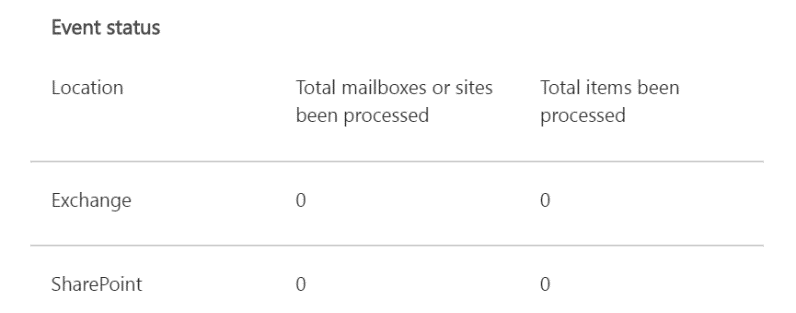 Event status
Location Total mailboxes or sites Total items been
been processed processed
Exchange 0 0
SharePoint 0 0